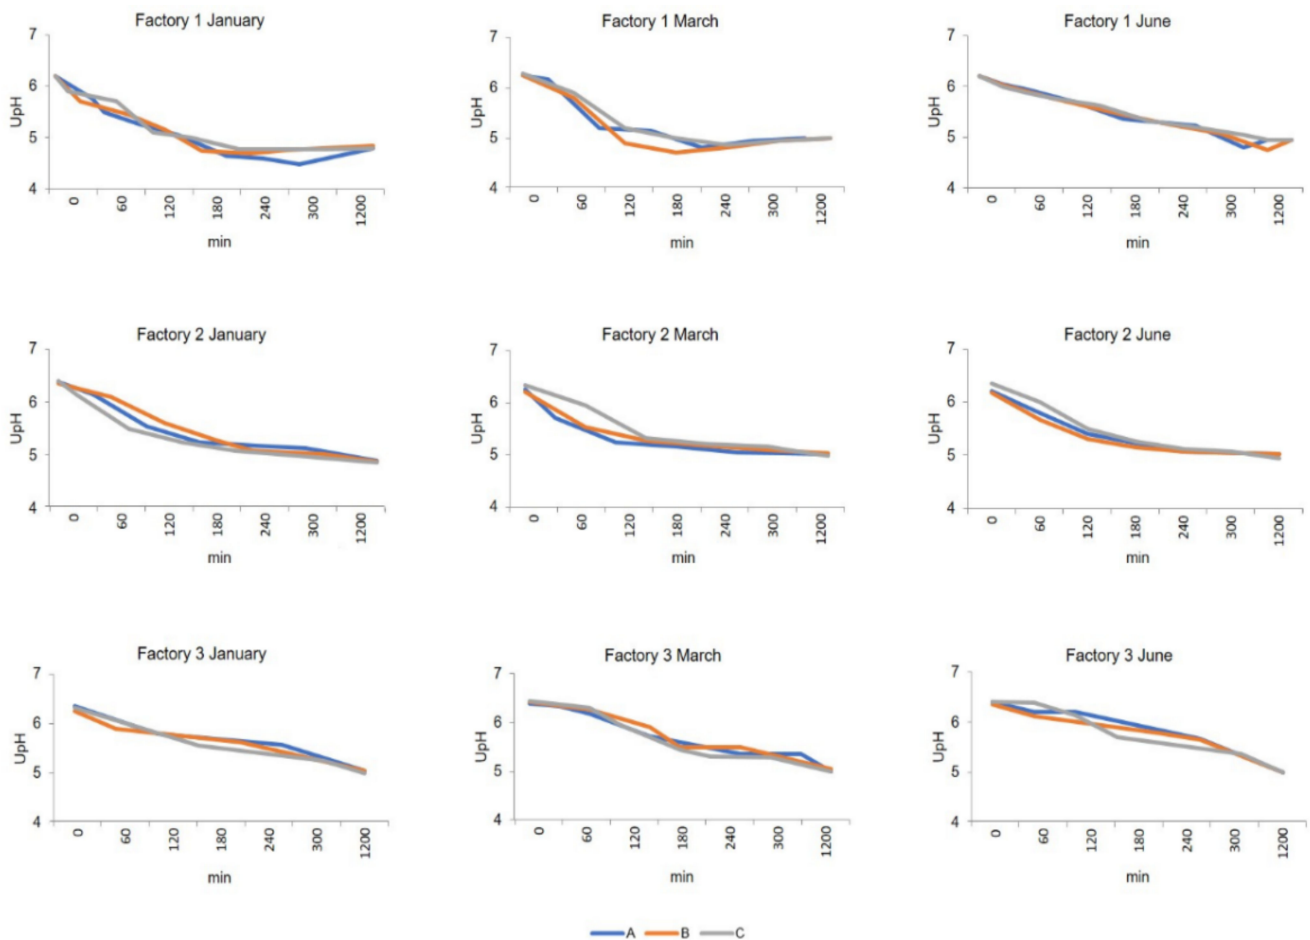 Factory 1 January
7
6
5
4
UpH
0 60 120 180 240 300 1200
min
Factory 1 March
7
6
5
4
UpH
0 60 120 180 240 300 1200
min
Factory 1 June
7
6
5
4
UpH
0 60 120 180 240 300 1200
min
Factory 2 January
7
6
5
4
UpH
0 60 120 180 240 300 1200
min
Factory 2 March
7
6
5
4
UpH
0 60 120 180 240 300 1200
min
Factory 2 June
7
6
5
4
UpH
0 60 120 180 240 300 1200
min
Factory 3 January
7
6
5
4
UpH
0 60 120 180 240 300 1200
min
Factory 3 March
7
6
5
4
UpH
0 60 120 180 240 300 1200
min
Factory 3 June
7
6
5
4
UpH
0 60 120 180 240 300 1200
min
A B C